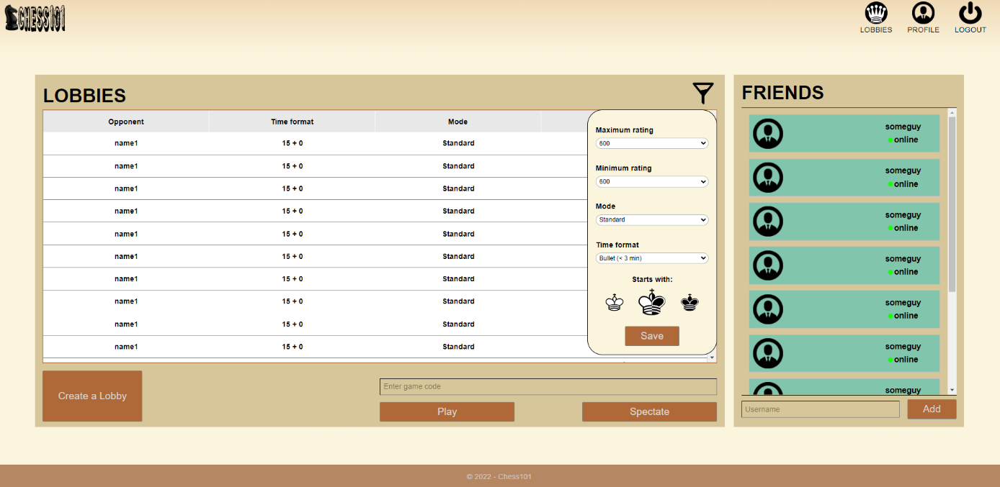 CHESS101
LOBBIES PROFILE LOGOUT
LOBBIES
Opponent Time format Mode
name1 15 + 0 Standard
name1 15 + 0 Standard
name1 15 + 0 Standard
name1 15 + 0 Standard
name1 15 + 0 Standard
name1 15 + 0 Standard
name1 15 + 0 Standard
name1 15 + 0 Standard
name1 15 + 0 Standard
name1 15 + 0 Standard
Maximum rating
600
Minimum rating
600
Mode
Standard
Time format
Bullet (< 3 min)
Starts with:
Save
Create a Lobby
Enter game code
Play Spectate
FRIENDS
someguy
online
someguy
online
someguy
online
someguy
online
someguy
online
someguy
online
someguy
Username
Add
© 2022 - Chess101